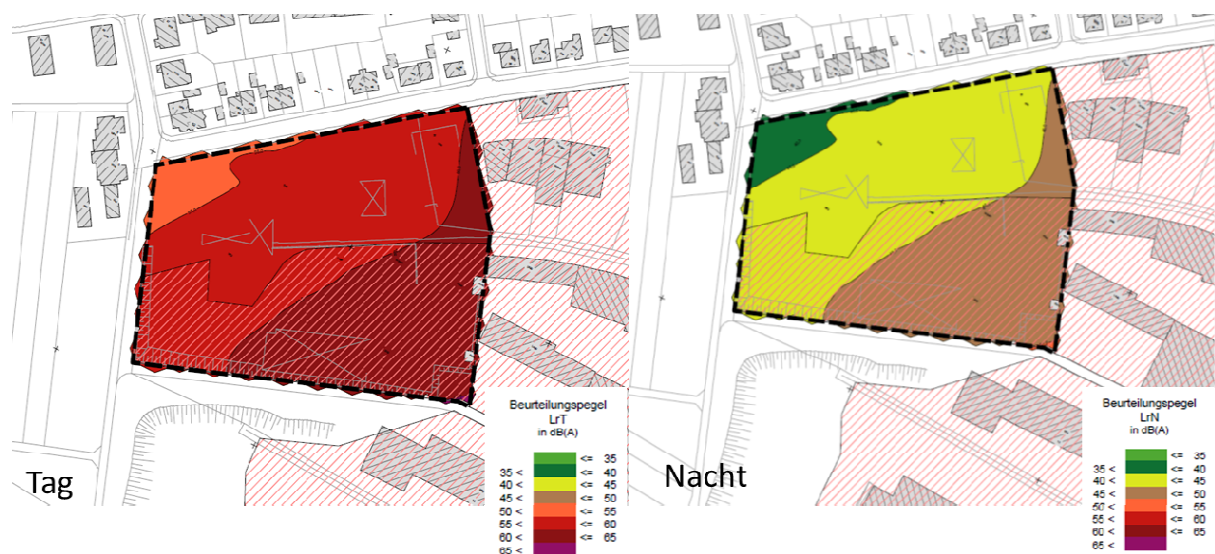 Tag
Beurteilungspegel
LrT
in dB(A)
<= 35
35 < <= 40
40 < <= 45
45 < <= 50
50 < <= 55
55 < <= 60
60 < <= 65
65 <
Nacht
Beurteilungspegel
LrN
in dB(A)
<= 35
35 < <= 40
40 < <= 45
45 < <= 50
50 < <= 55
55 < <= 60
60 < <= 65
65 <